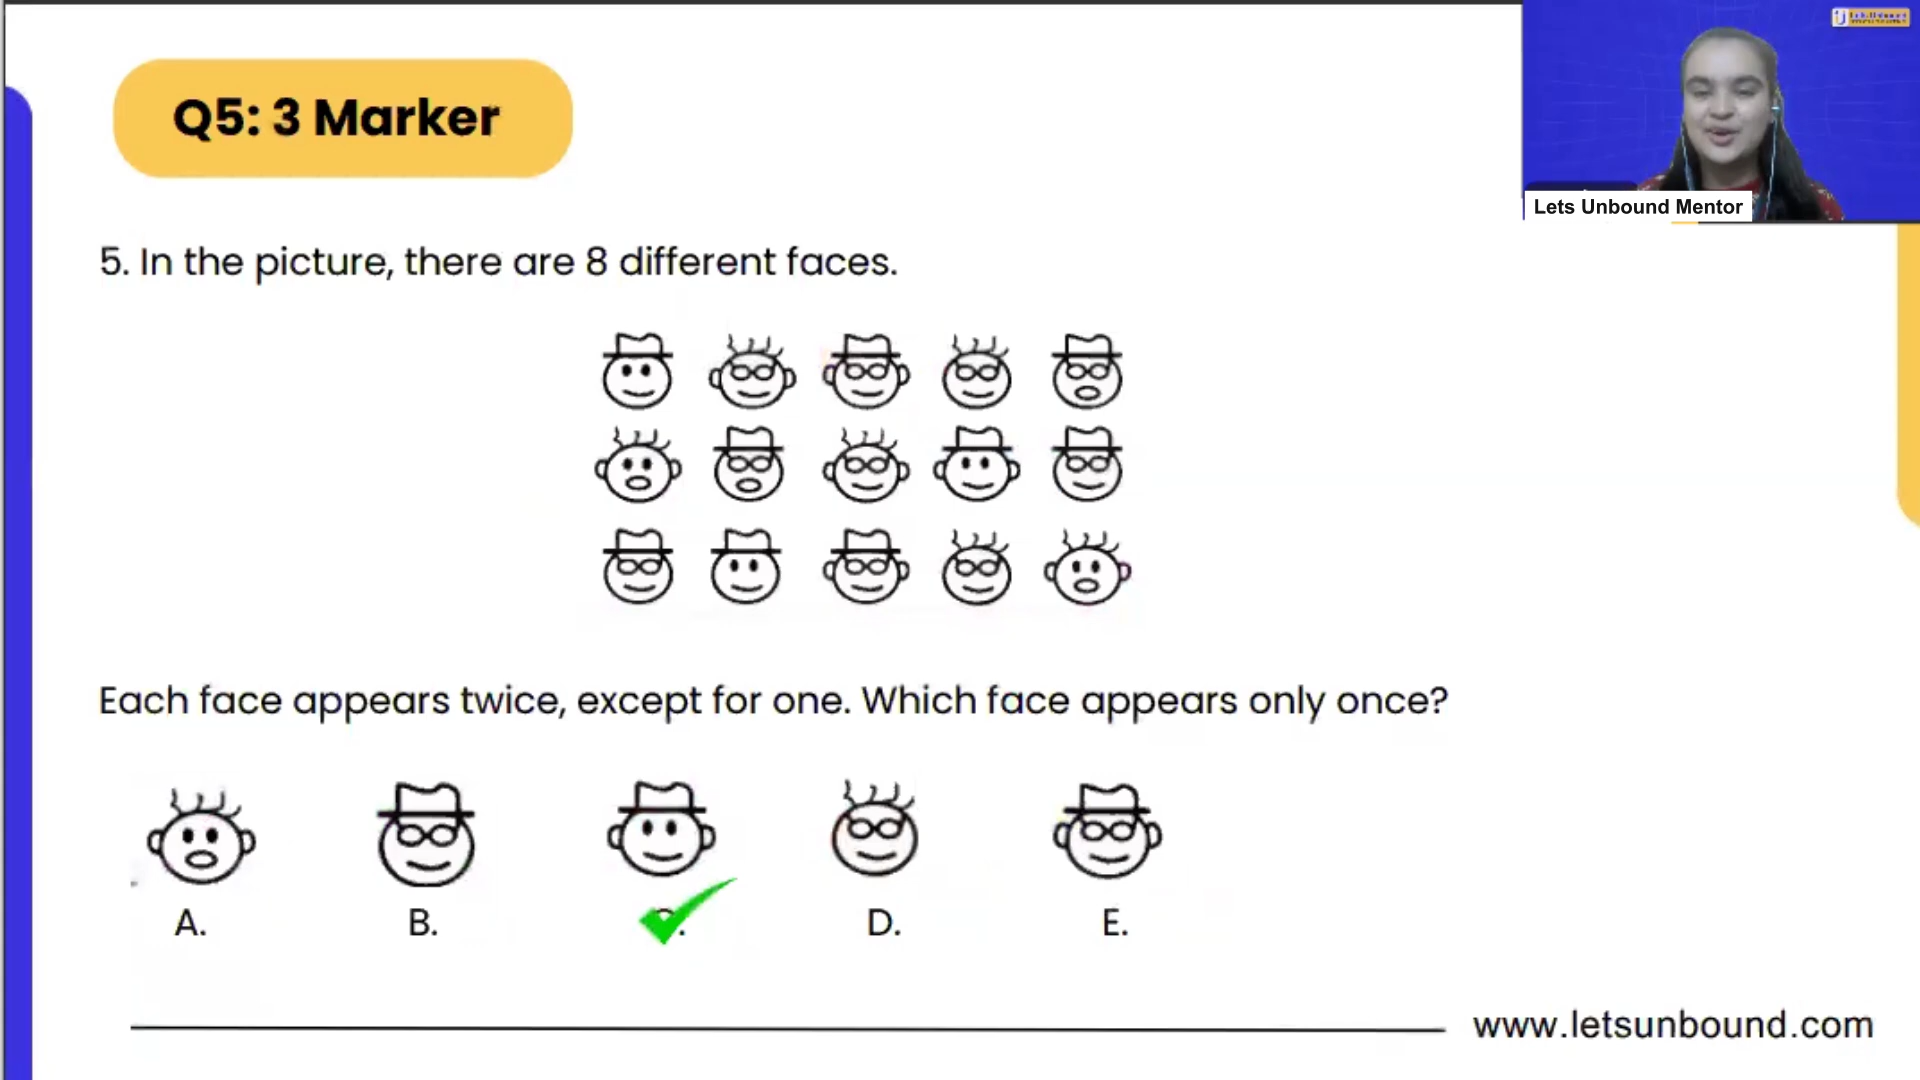 Q5: 3 Marker
Lets Unbound Mentor
5. In the picture, there are 8 different faces.
Each face appears twice, except for one. Which face appears only once?
A. B. D. E.
www.letsunbound.com